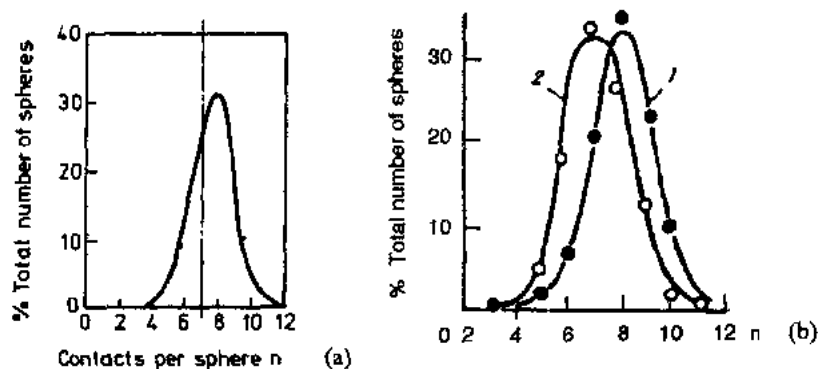 % Total number of spheres
40
30
20
10
0
0 2 4 6 8 10 12
Contacts per sphere n (a)
% Total number of spheres
30
20
10
2 1
0
2 4 6 8 10 12 n (b)